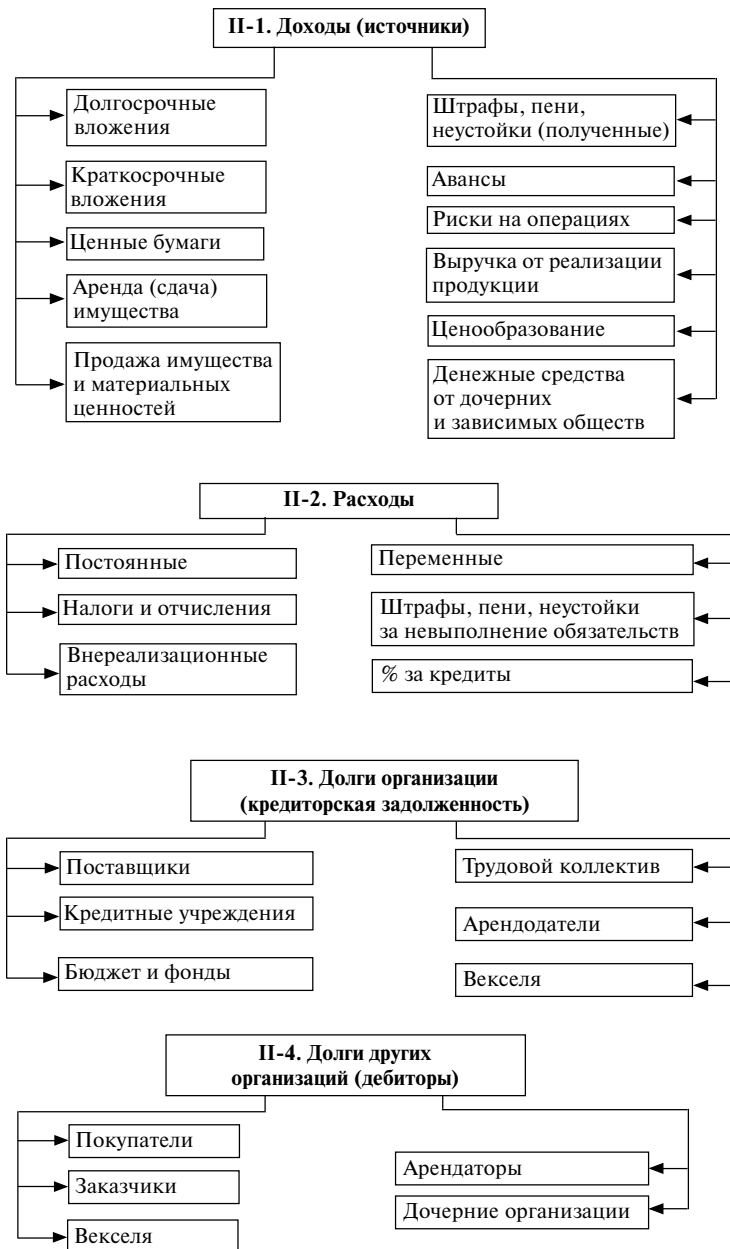 II-1. Доходы (источники)
Долгосрочные
вложения
Краткосрочные
вложения
Ценные бумаги
Аренда (сдача)
имущества
Продажа имущества
и материальных
ценностей
Штрафы, пени,
неустойки (полученные)
Авансы
Риски на операциях
Выручка от реализации
продукции
Ценообразование
Денежные средства
от дочерних
и зависимых обществ
II-2. Расходы
Постоянные
Налоги и отчисления
Внереализационные
расходы
Переменные
Штрафы, пени, неустойки
за невыполнение обязательств
% за кредиты
II-3. Долги организации
(кредиторская задолженность)
Поставщики
Кредитные учреждения
Бюджет и фонды
Трудовой коллектив
Арендодатели
Векселя
II-4. Долги других
организаций (дебиторы)
Покупатели
Заказчики
Векселя
Арендаторы
Дочерние организации